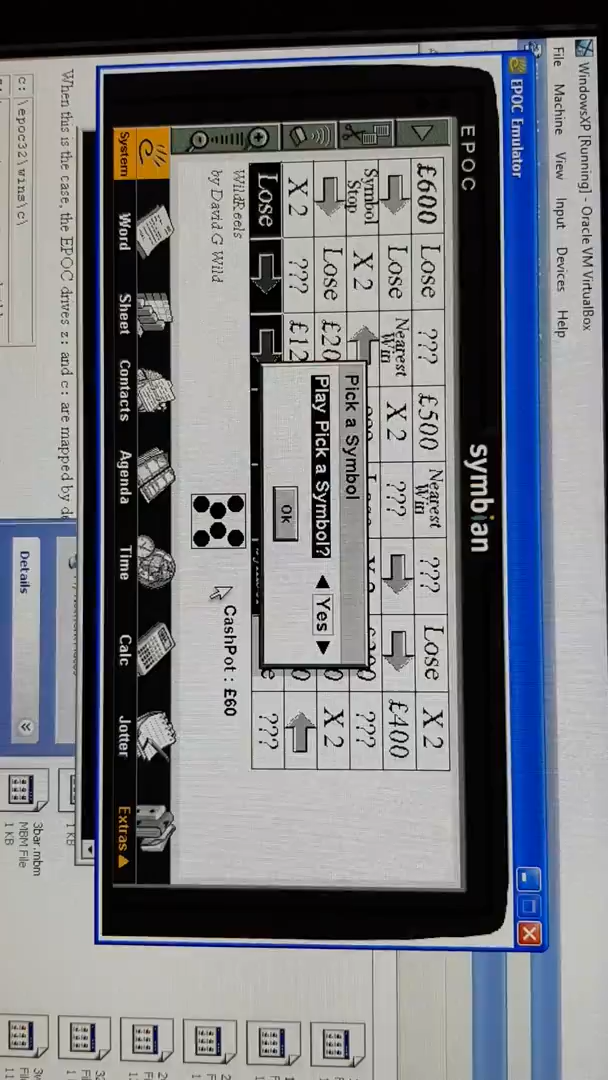 WindowsXP [Running] - Oracle VM VirtualBox
File Machine View Input Devices Help
EPOC Emulator
EPOC
symbian
£600 Lose ??? £500 Nearest Win ??? Lose X 2
Lose Nearest Win X 2 ??? £400
Symbol Stop X 2 ???
Lose £20 X 2
X 2 ??? £12
Lose ???
Pick a Symbol
Play Pick a Symbol? Yes
Ok
WildReels
by David G Wild
CashPot : £60
System Word Sheet Contacts Agenda Time Calc Jotter Extras
When this is the case, the EPOC drives z: and c: are mapped by d
c: \epoc32\wins\c\
Details
3bar.mbm
MBM File
1 KB
1 KB